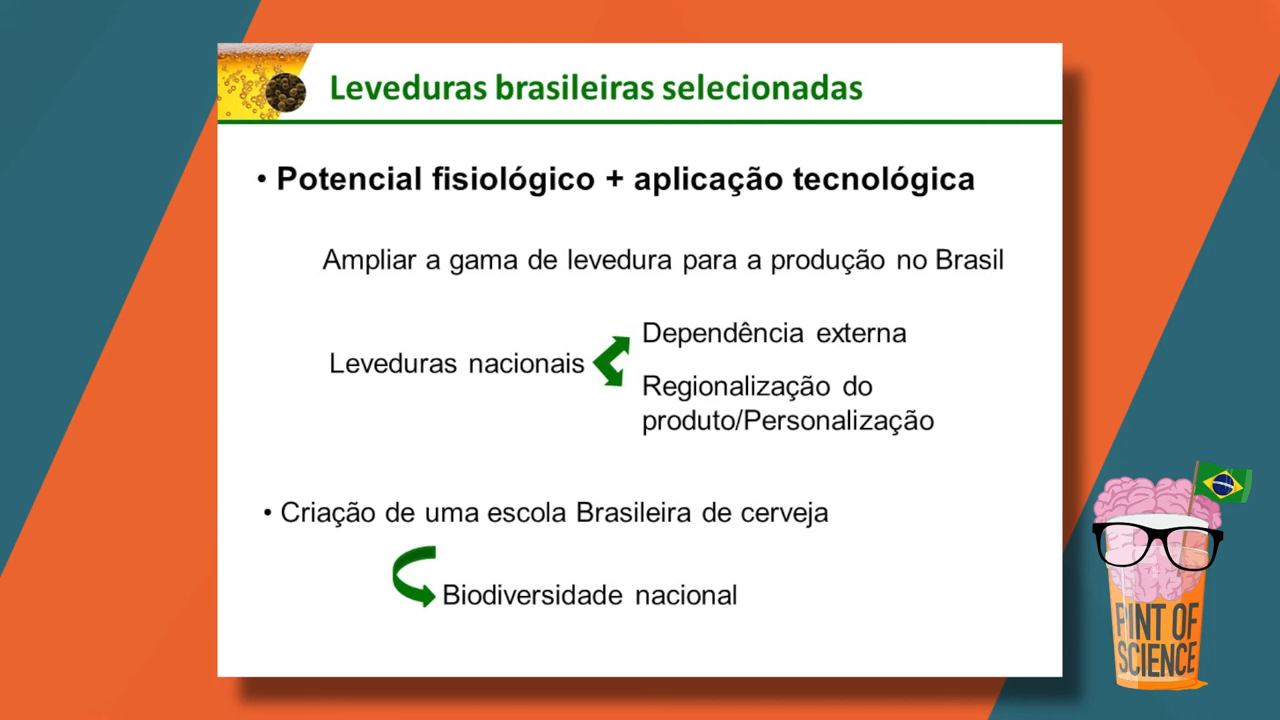 Leveduras brasileiras selecionadas
• Potencial fisiológico + aplicação tecnológica
Ampliar a gama de levedura para a produção no Brasil
Leveduras nacionais
Dependência externa
Regionalização do
produto/Personalização
• Criação de uma escola Brasileira de cerveja
Biodiversidade nacional
PINT OF
SCIENCE